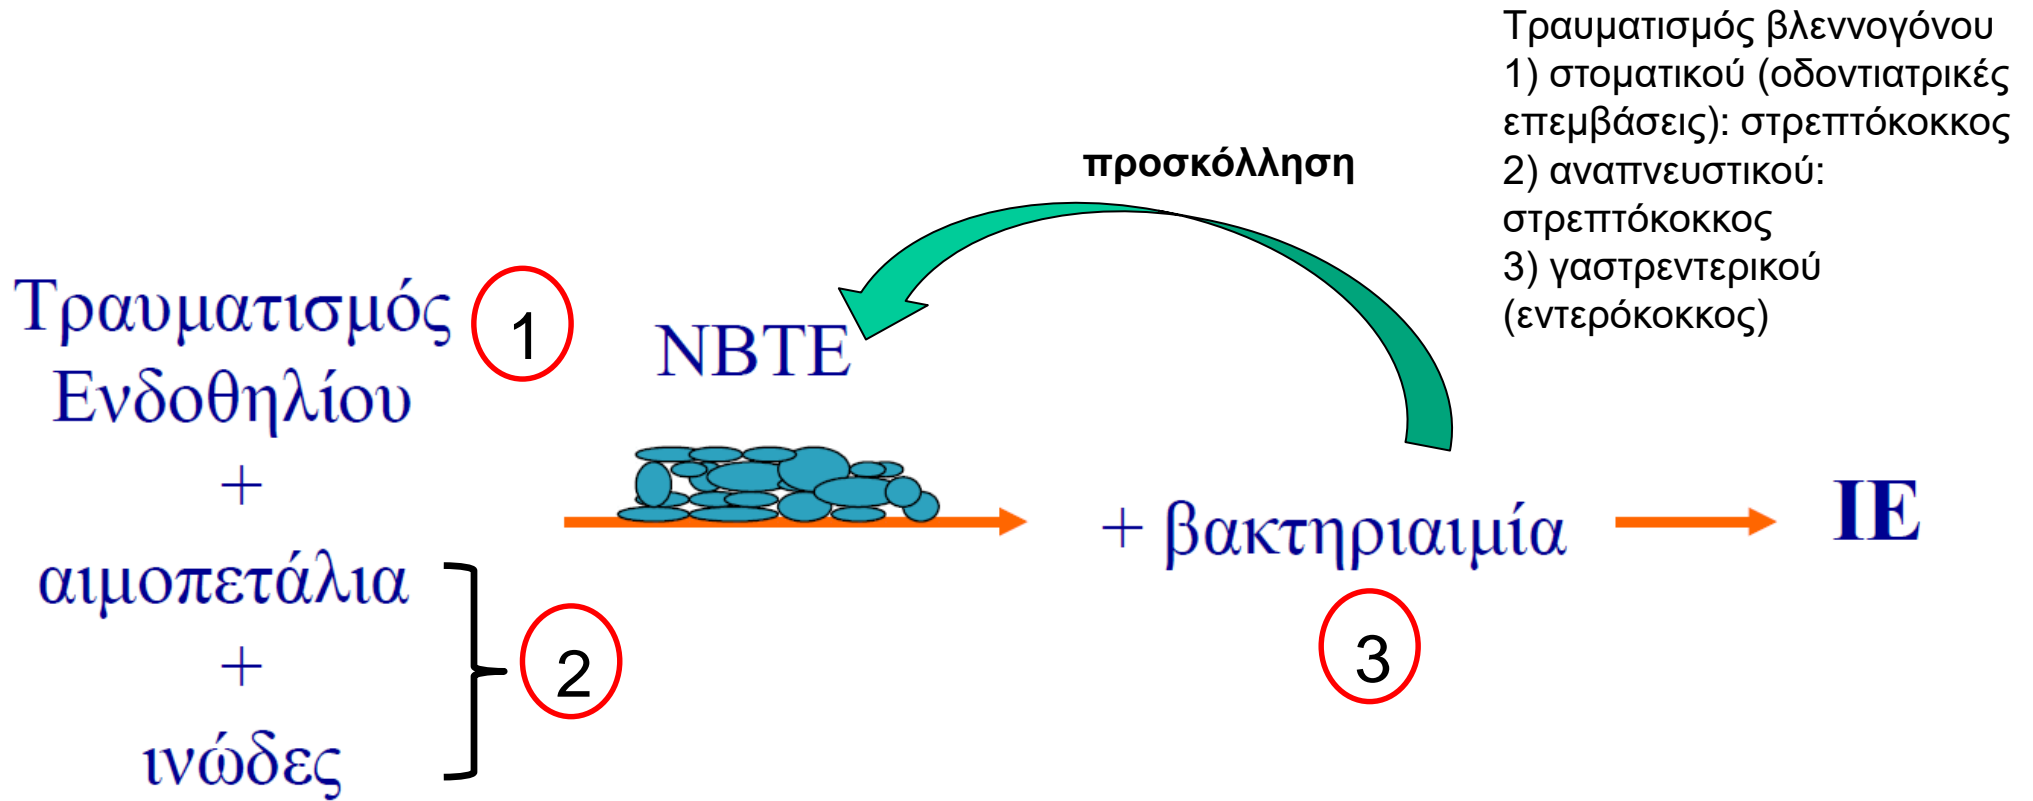 Τραυματισμός βλεννογόνου
1) στοματικού (οδοντιατρικές
επεμβάσεις): στρεπτόκοκκος
2) αναπνευστικού:
στρεπτόκοκκος
3) γαστρεντερικού
(εντερόκοκκος)
προσκόλληση
Τραυματισμός
Ενδοθηλίου
+
αιμοπετάλια
+
ινώδες
1
2
NBTE
+ βακτηριαιμία
3
IE